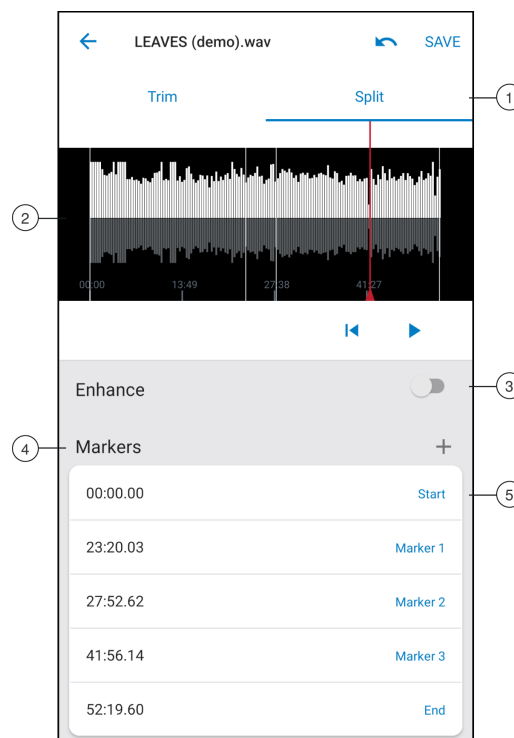 LEAVES (demo).wav SAVE
Trim Split 1
2
00:00 13:49 27:38 41:27
Enhance 3
4 Markers
00:00.00 Start 5
23:20.03 Marker 1
27:52.62 Marker 2
41:56.14 Marker 3
52:19.60 End